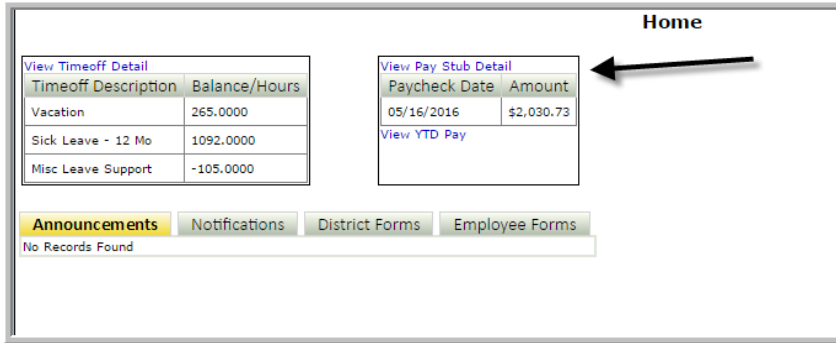 Home
View Timeoff Detail
Timeoff Description Balance/Hours
Vacation 265.0000
Sick Leave - 12 Mo 1092.0000
Misc Leave Support -105.0000
View Pay Stub Detail
Paycheck Date Amount
05/16/2016 $2,030.73
View YTD Pay
Announcements Notifications District Forms Employee Forms
No Records Found